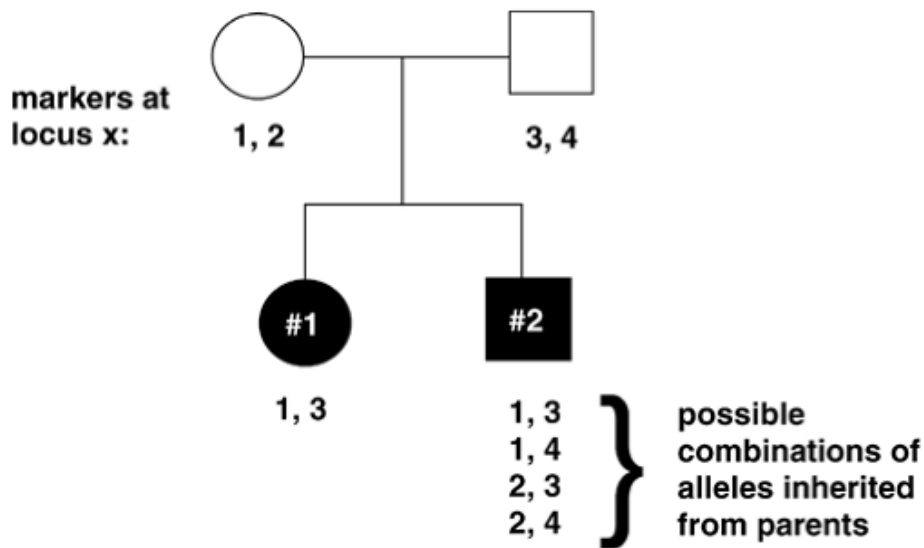 markers at
locus x:
1, 2
3, 4
#1
#2
1, 3
1, 3
1, 4
2, 3
2, 4
possible
combinations of
alleles inherited
from parents